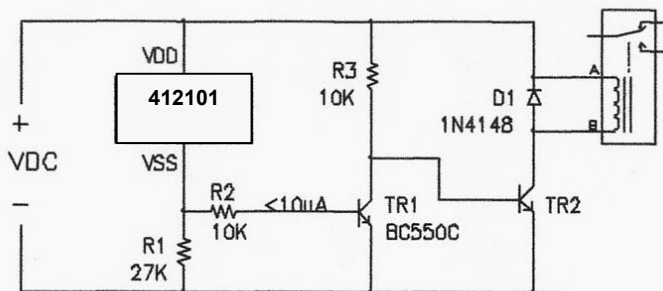 VDD
412101
VSS
+
VDC
−
R1
27K
R2
10K
<10uA
R3
10K
TR1
BC550C
D1
1N4148
TR2
A
B